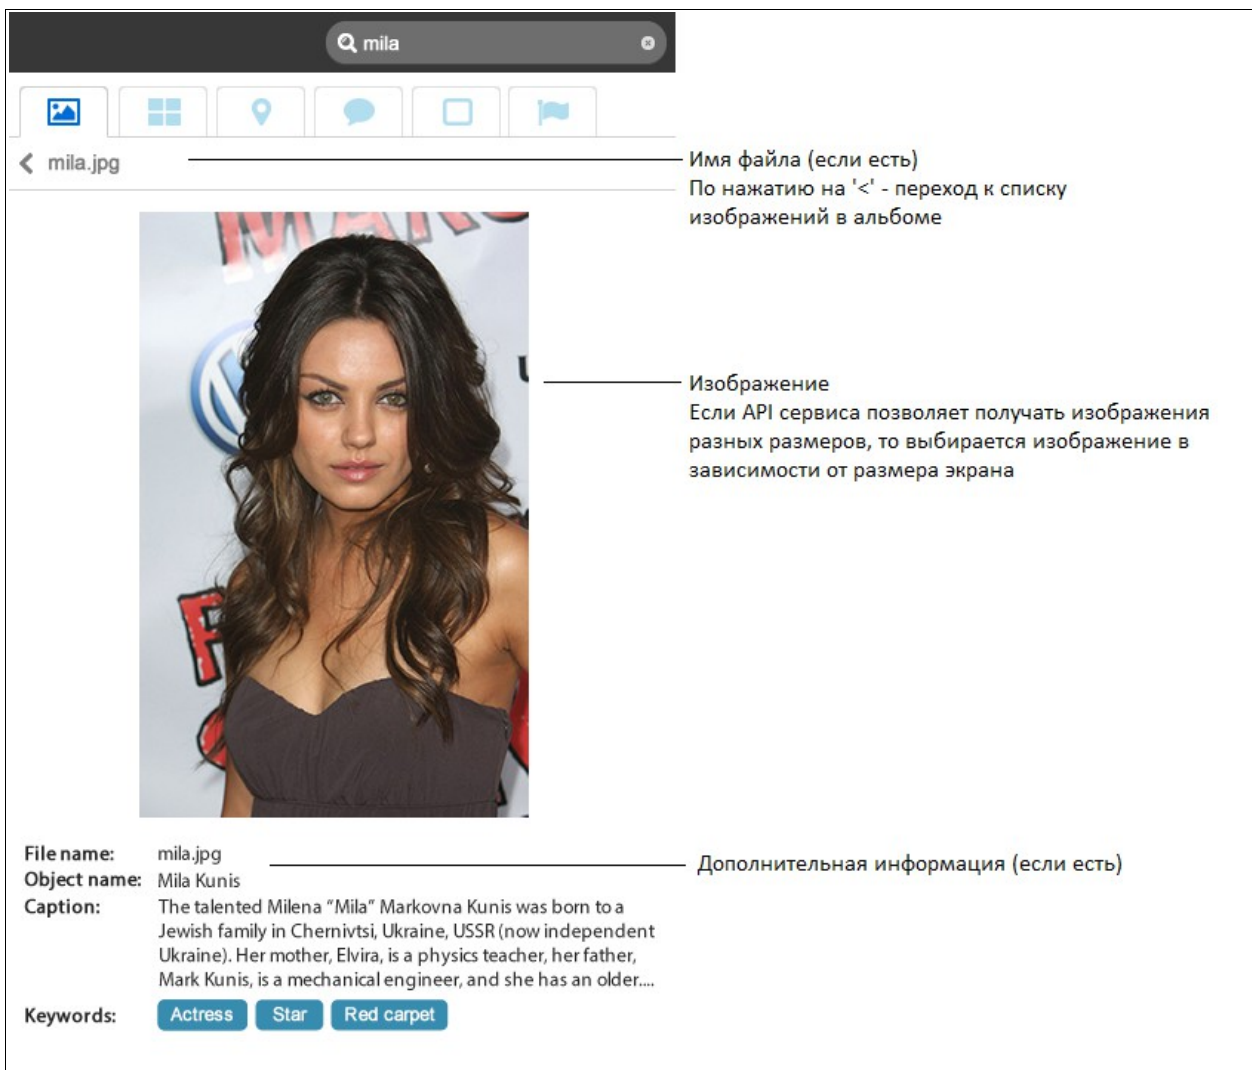 mila
mila.jpg
Имя файла (если есть)
По нажатию на '<' - переход к списку
изображений в альбоме
Изображение
Если API сервиса позволяет получать изображения
разных размеров, то выбирается изображение в
зависимости от размера экрана
File name: mila.jpg
Object name: Mila Kunis
Caption: The talented Milena “Mila” Markovna Kunis was born to a
Jewish family in Chernivtsi, Ukraine, USSR (now independent
Ukraine). Her mother, Elvira, is a physics teacher, her father,
Mark Kunis, is a mechanical engineer, and she has an older....
Keywords: Actress Star Red carpet
Дополнительная информация (если есть)